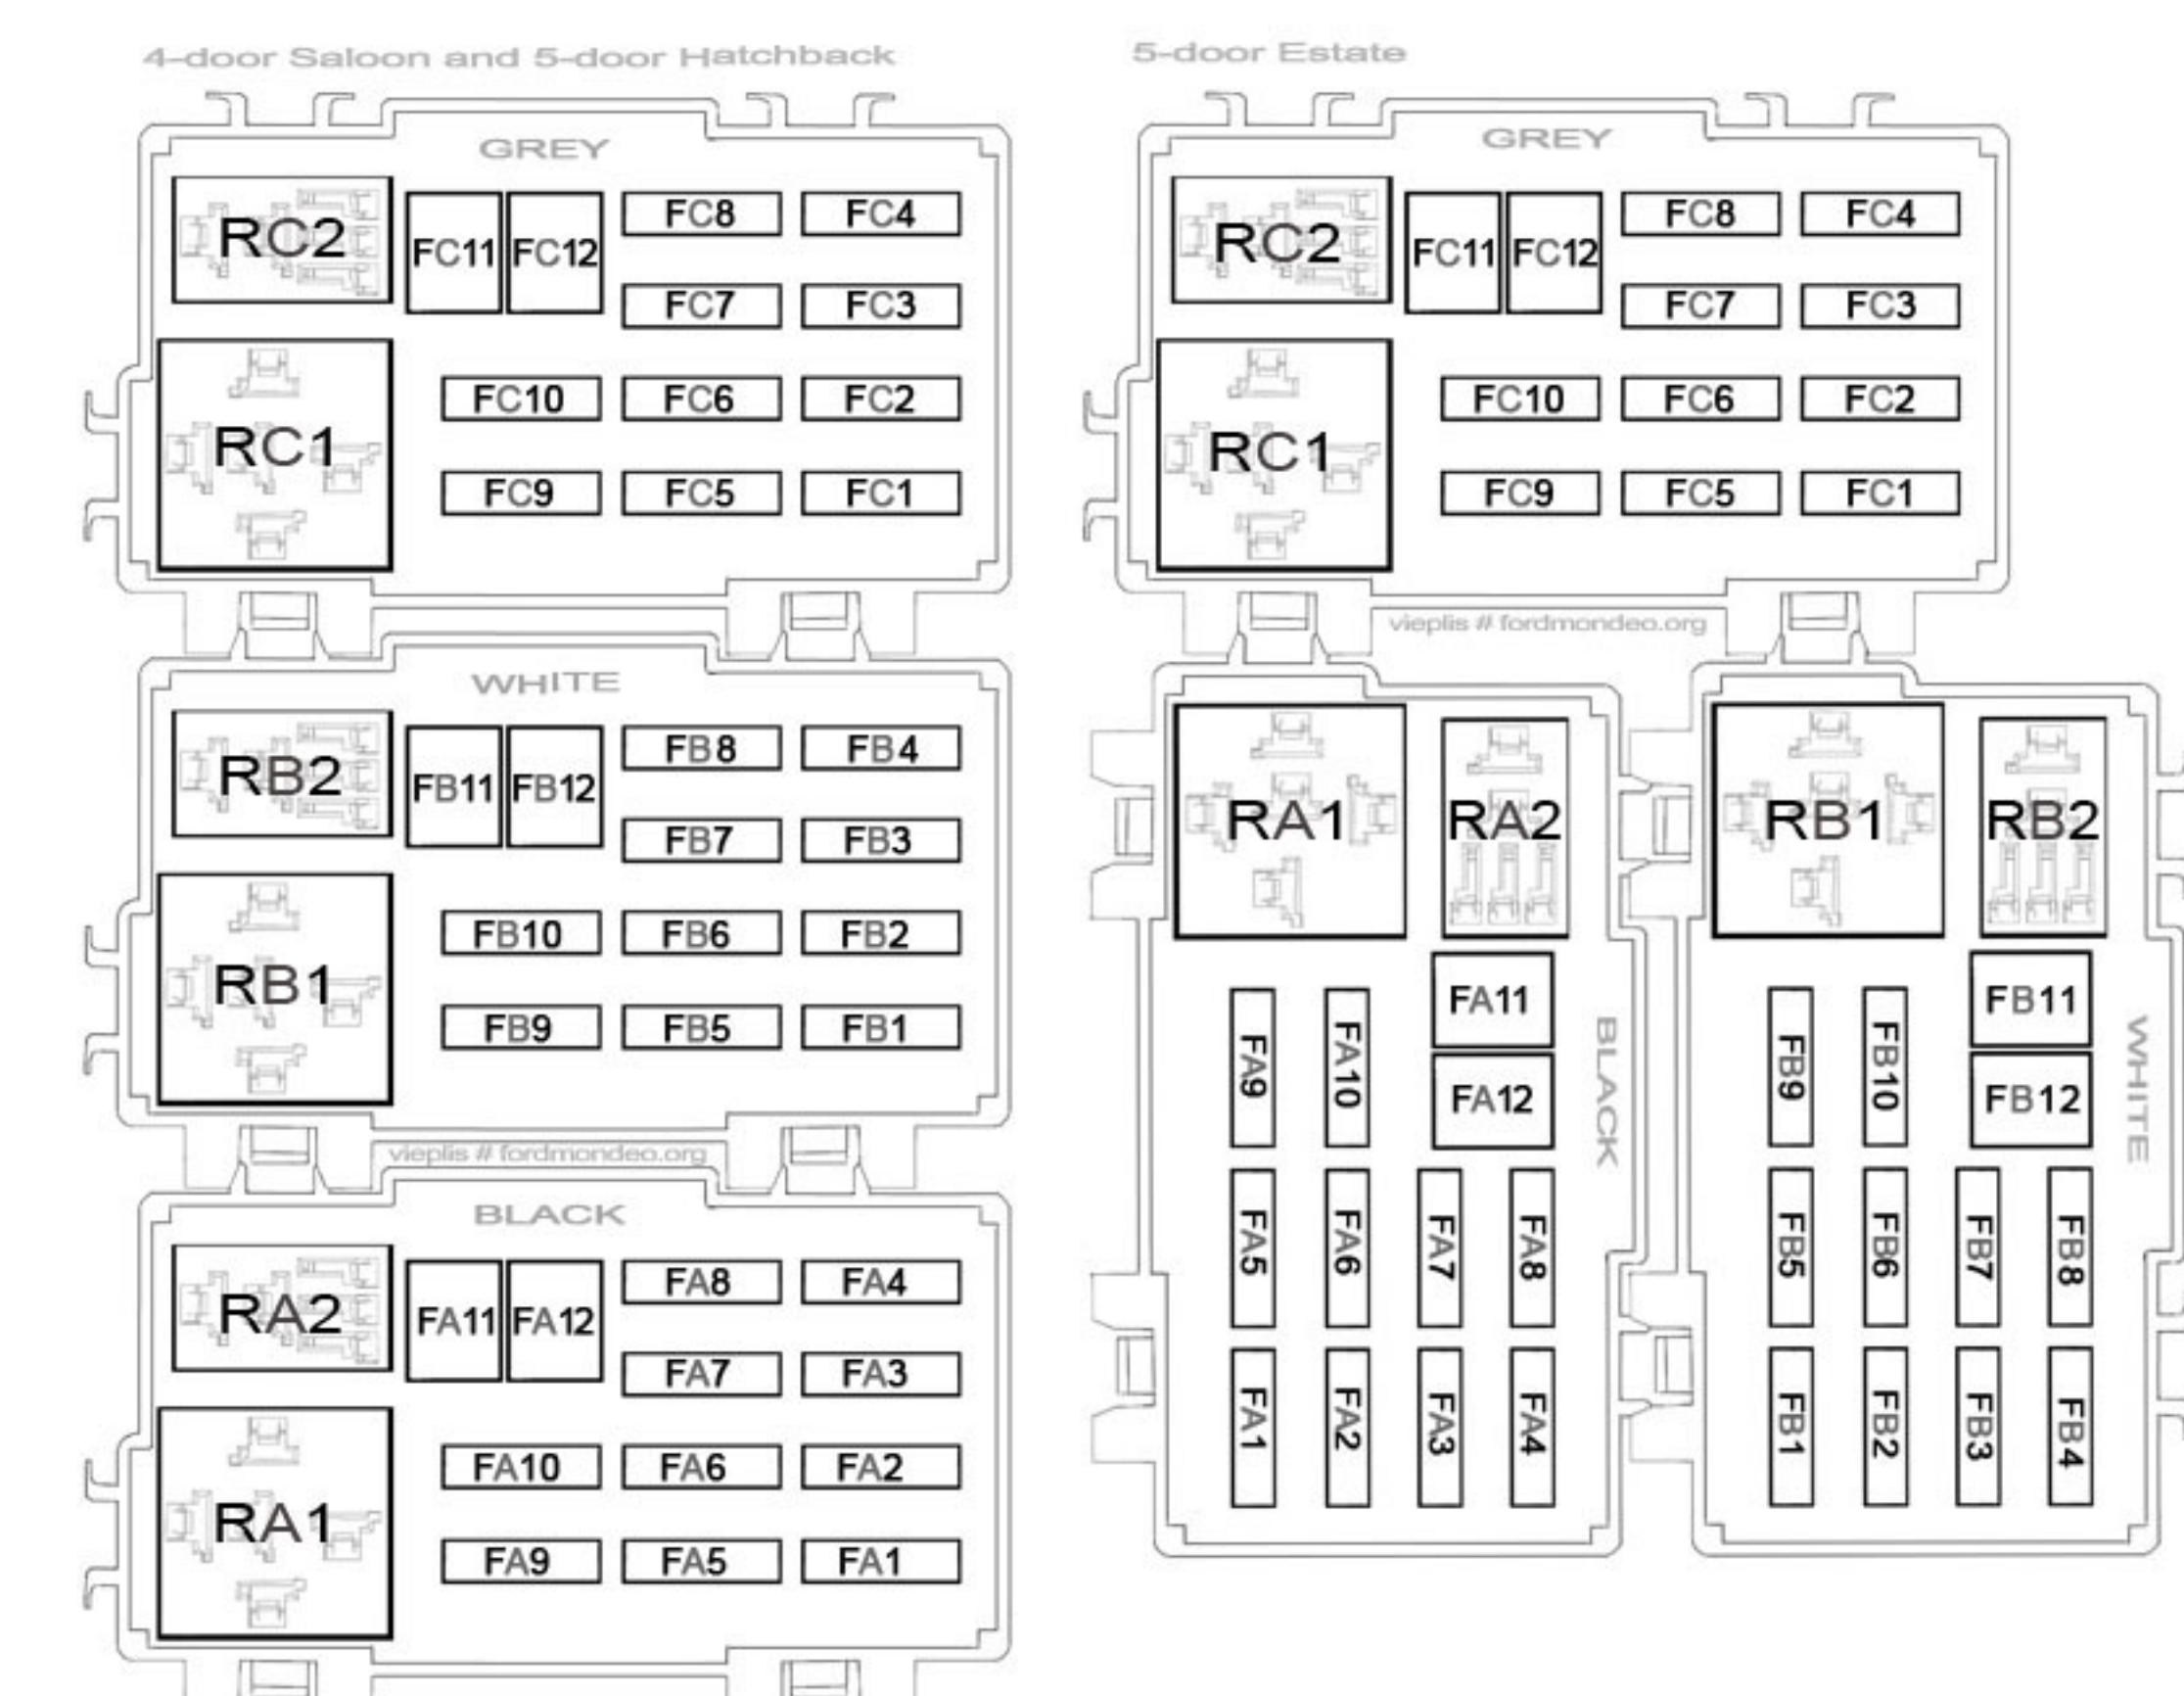 4-door Saloon and 5-door Hatchback
GREY
RC2 FC11 FC12 FC8 FC4
FC7 FC3
RC1 FC10 FC6 FC2
FC9 FC5 FC1
WHITE
RB2 FB11 FB12 FB8 FB4
FB7 FB3
RB1 FB10 FB6 FB2
FB9 FB5 FB1
vieplis # fordmondeo.org
BLACK
RA2 FA11 FA12 FA8 FA4
FA7 FA3
RA1 FA10 FA6 FA2
FA9 FA5 FA1
5-door Estate
GREY
RC2 FC11 FC12 FC8 FC4
FC7 FC3
RC1 FC10 FC6 FC2
FC9 FC5 FC1
vieplis # fordmondeo.org
RA1 RA2
FA11
FA9 FA10
FA12
BLACK
FA5 FA6 FA7 FA8
FA1 FA2 FA3 FA4
RB1 RB2
FB11
FB9 FB10
FB12
WHITE
FB5 FB6 FB7 FB8
FB1 FB2 FB3 FB4